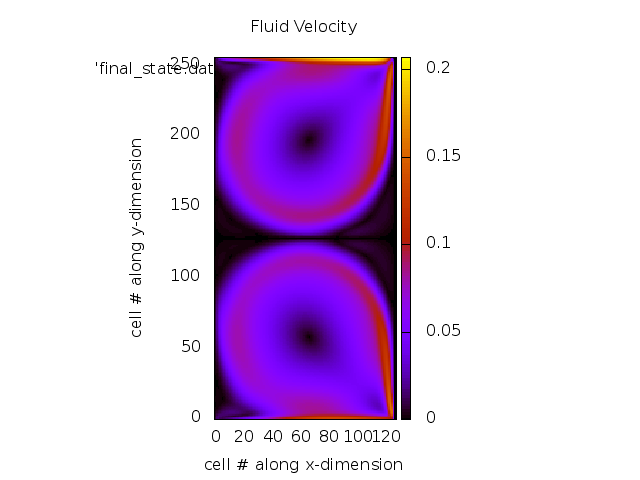 Fluid Velocity
'final_state.dat
250
200
150
100
50
0
cell # along y-dimension
0 20 40 60 80 100 120
cell # along x-dimension
0.2
0.15
0.1
0.05
0